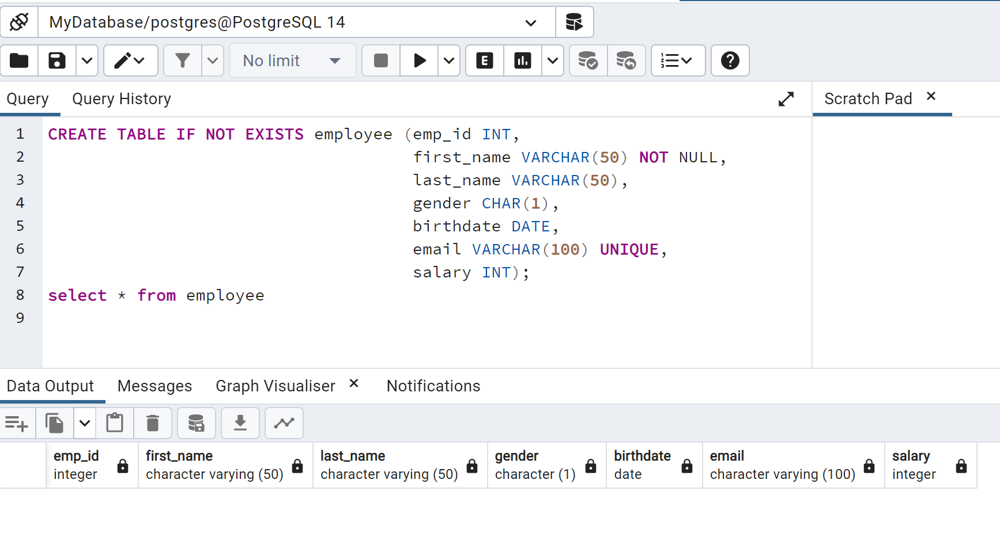 MyDatabase/postgres@PostgreSQL 14
No limit
E
1
2
3
?
Query
Query History
Scratch Pad
1 CREATE TABLE IF NOT EXISTS employee (emp_id INT,
2 first_name VARCHAR(50) NOT NULL,
3 last_name VARCHAR(50),
4 gender CHAR(1),
5 birthdate DATE,
6 email VARCHAR(100) UNIQUE,
7 salary INT);
8 select * from employee
9
Data Output
Messages
Graph Visualiser
Notifications
emp_id
integer
first_name
character varying (50)
last_name
character varying (50)
gender
character (1)
birthdate
date
email
character varying (100)
salary
integer